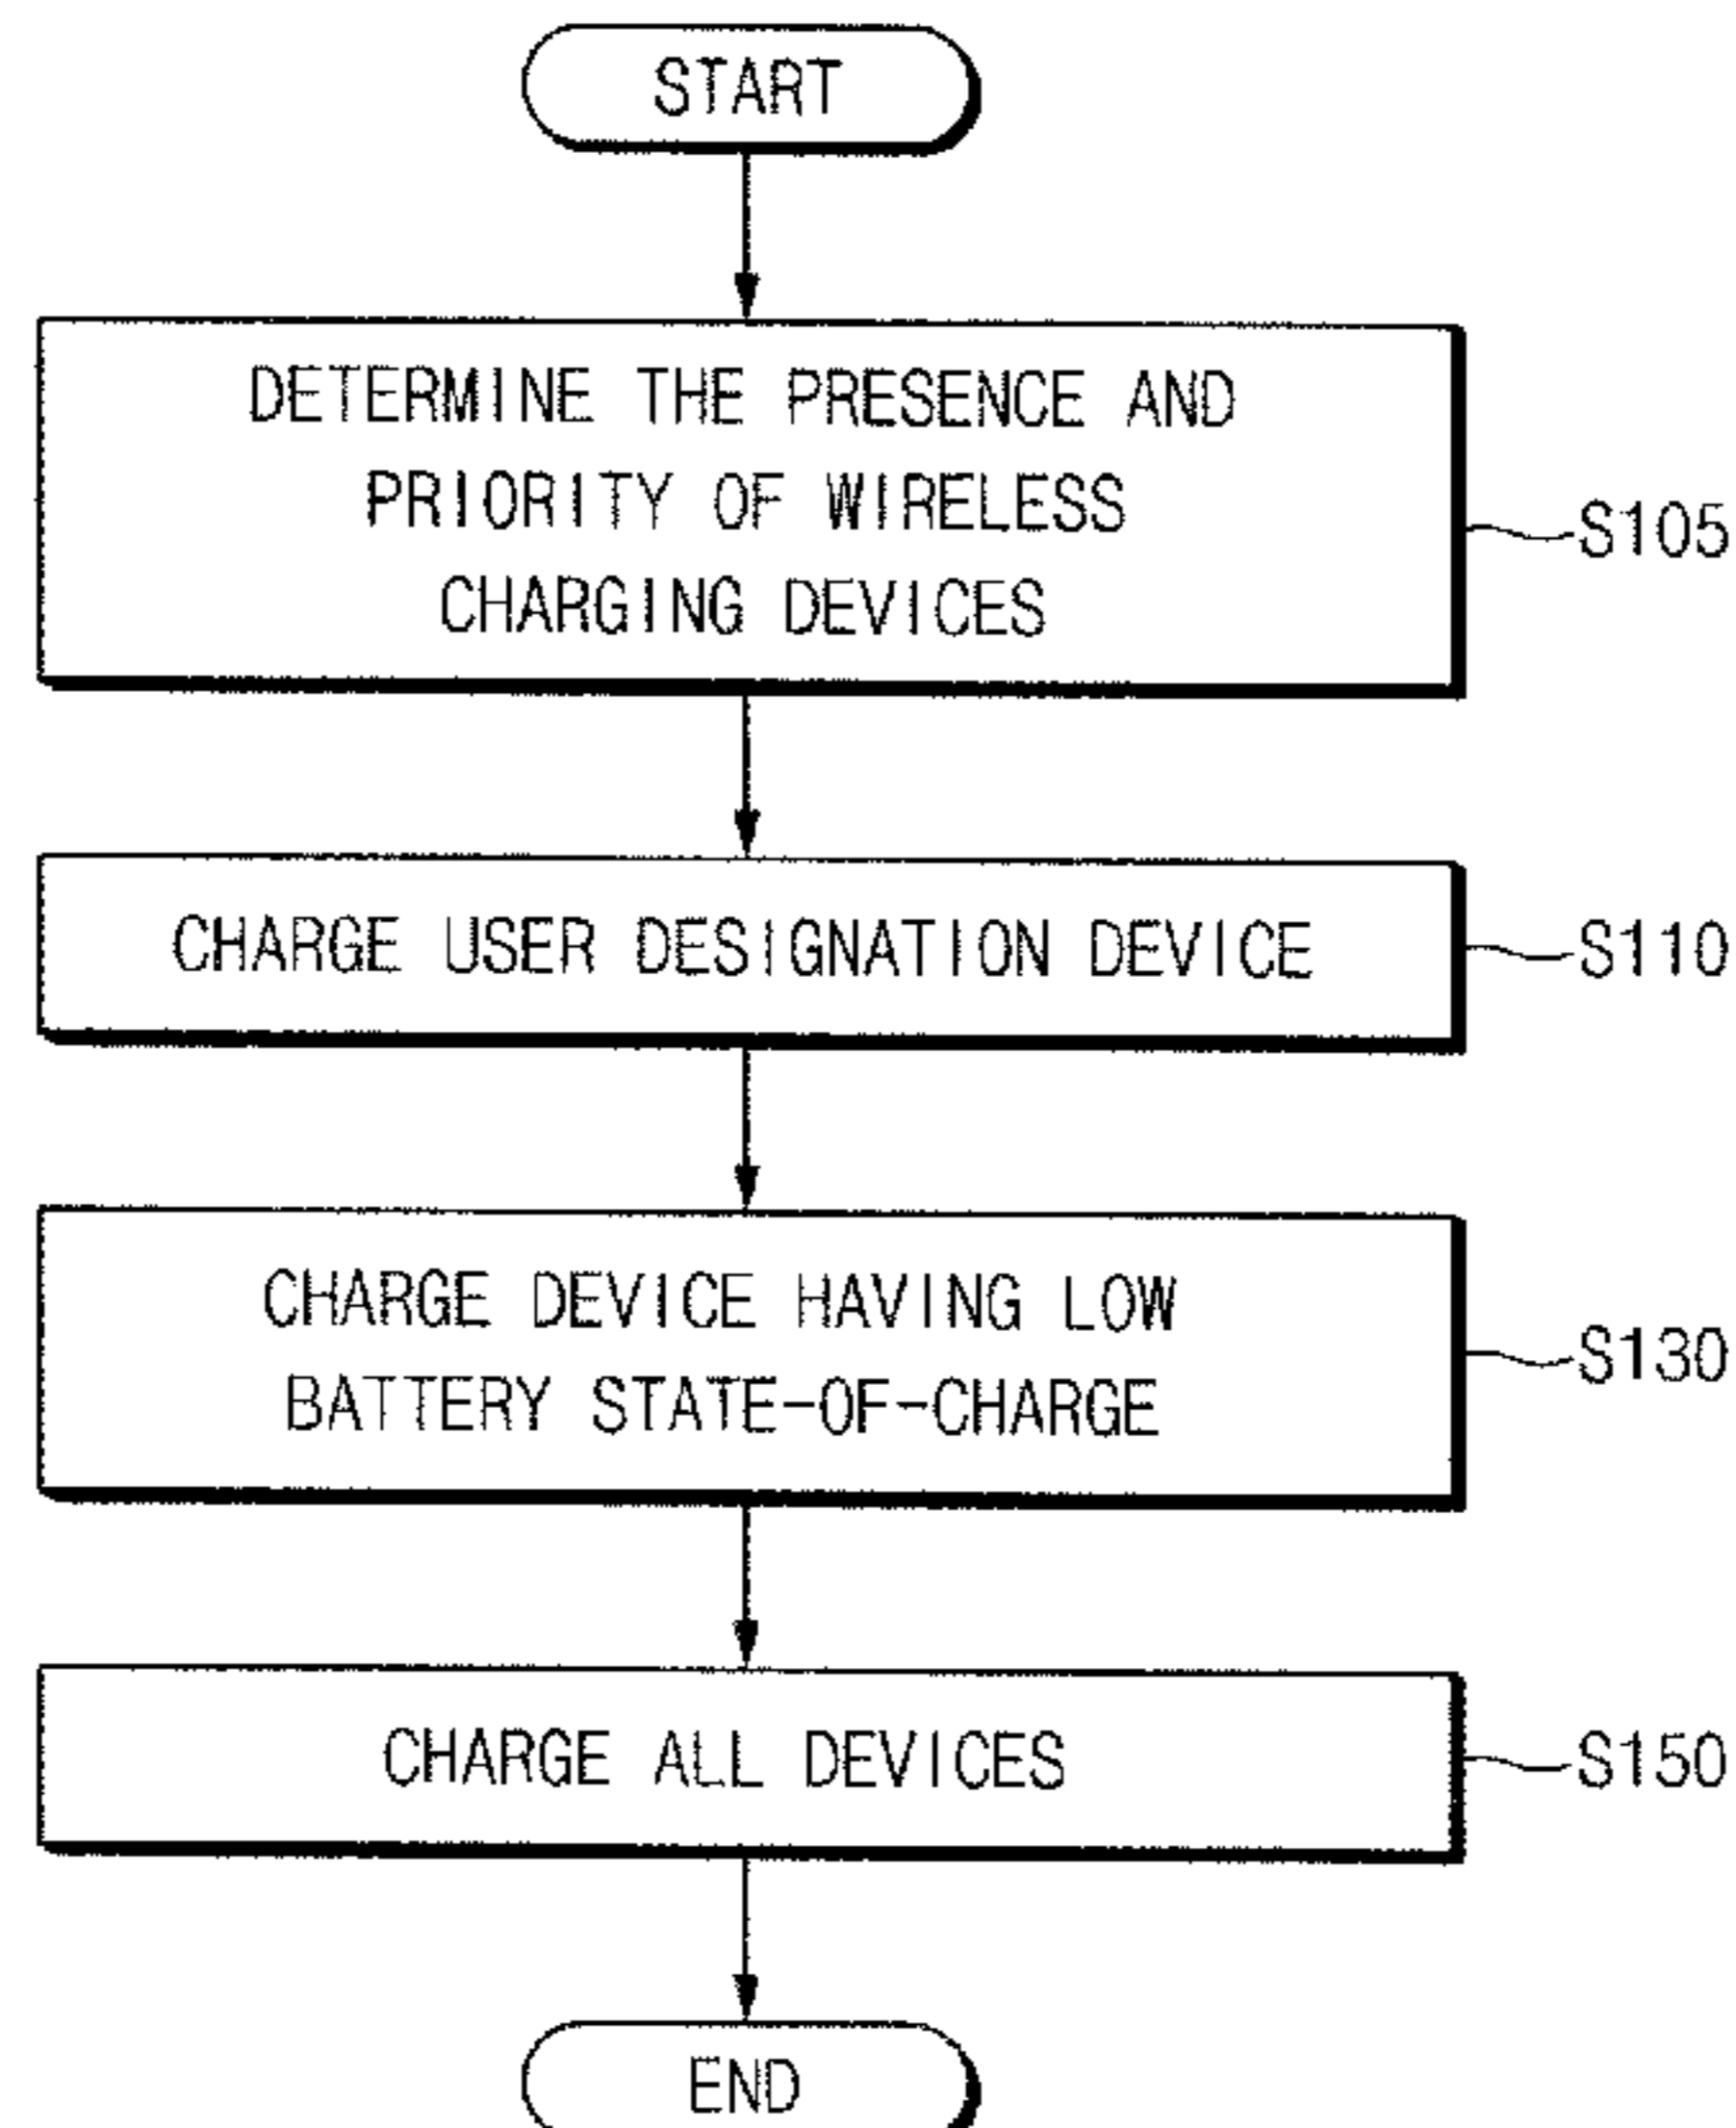 START
DETERMINE THE PRESENCE AND
PRIORITY OF WIRELESS
CHARGING DEVICES
S105
CHARGE USER DESIGNATION DEVICE
S110
CHARGE DEVICE HAVING LOW
BATTERY STATE-OF-CHARGE
S130
CHARGE ALL DEVICES
S150
END